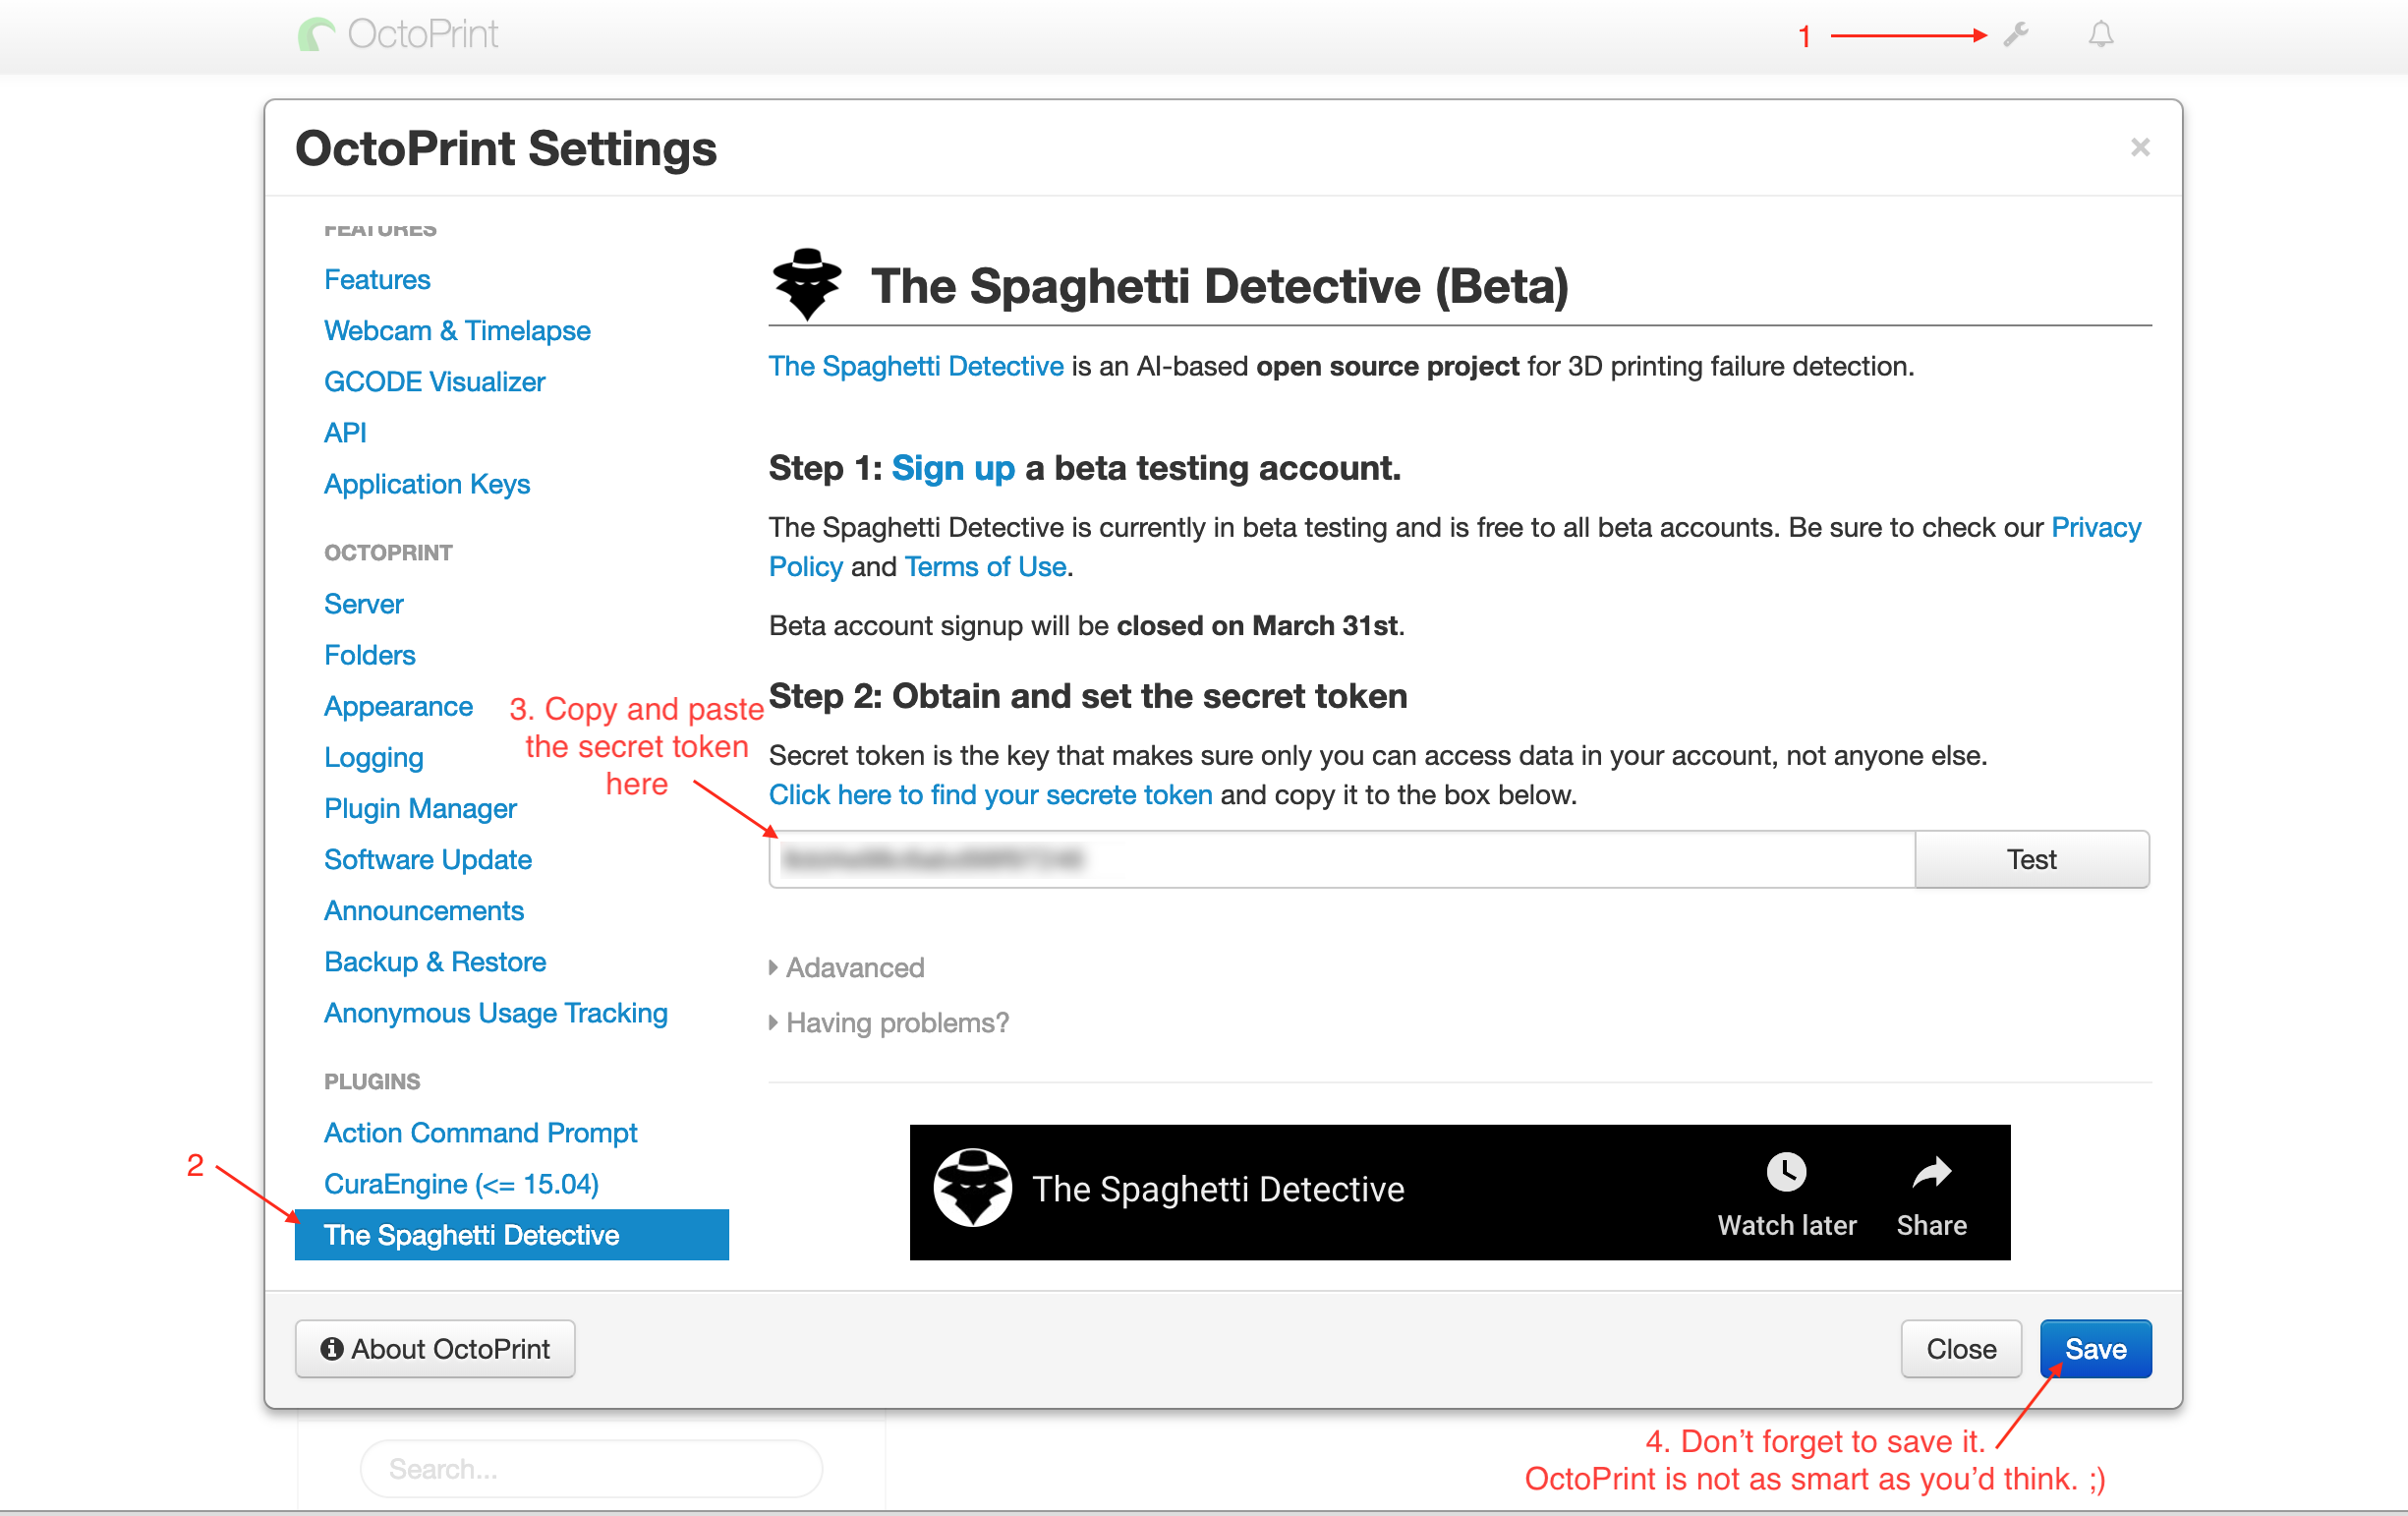 OctoPrint
1
OctoPrint Settings
×
FEATURES
Features
Webcam & Timelapse
GCODE Visualizer
API
Application Keys
OCTOPRINT
Server
Folders
Appearance
Logging
Plugin Manager
Software Update
Announcements
Backup & Restore
Anonymous Usage Tracking
PLUGINS
Action Command Prompt
CuraEngine (<= 15.04)
2
The Spaghetti Detective
The Spaghetti Detective (Beta)
The Spaghetti Detective is an AI-based open source project for 3D printing failure detection.
Step 1: Sign up a beta testing account.
The Spaghetti Detective is currently in beta testing and is free to all beta accounts. Be sure to check our Privacy
Policy and Terms of Use.
Beta account signup will be closed on March 31st.
Step 2: Obtain and set the secret token
3. Copy and paste
the secret token
here
Secret token is the key that makes sure only you can access data in your account, not anyone else.
Click here to find your secrete token and copy it to the box below.
Test
Adavanced
Having problems?
The Spaghetti Detective
Watch later
Share
About OctoPrint
Close
Save
4. Don't forget to save it.
OctoPrint is not as smart as you'd think. ;)
Search...